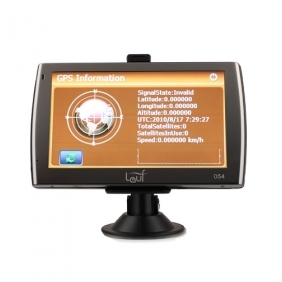 GPS Information
SignalState:Invalid
Latitude:0.000000
Longitude:0.000000
Altitude:0.000000
UTC:2010/8/17 7:29:27
TotalSatellites:0
SatellitesInUse:0
Speed:0.000000 km/h
054